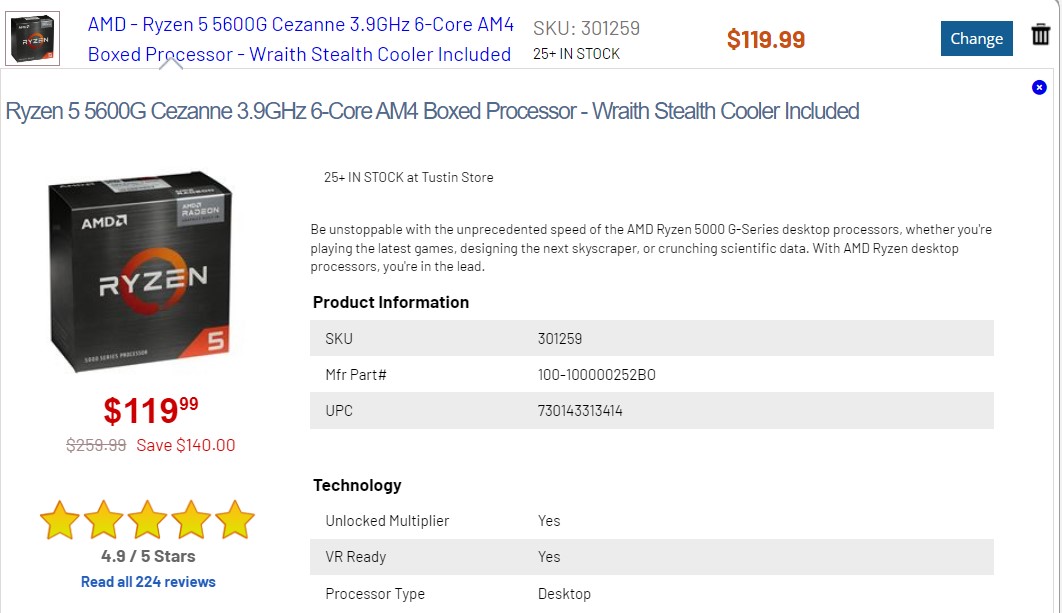 AMD - Ryzen 5 5600G Cezanne 3.9GHz 6-Core AM4
Boxed Processor - Wraith Stealth Cooler Included
SKU: 301259
25+ IN STOCK
$119.99
Change
Ryzen 5 5600G Cezanne 3.9GHz 6-Core AM4 Boxed Processor - Wraith Stealth Cooler Included
AMD
RADEON
AMD
RYZEN
5
5000 SERIES PROCESSOR
$119.99
$259.99 Save $140.00
4.9 / 5 Stars
Read all 224 reviews
25+ IN STOCK at Tustin Store
Be unstoppable with the unprecedented speed of the AMD Ryzen 5000 G-Series desktop processors, whether you're
playing the latest games, designing the next skyscraper, or crunching scientific data. With AMD Ryzen desktop
processors, you're in the lead.
Product Information
SKU 301259
Mfr Part# 100-100000252BO
UPC 730143313414
Technology
Unlocked Multiplier Yes
VR Ready Yes
Processor Type Desktop